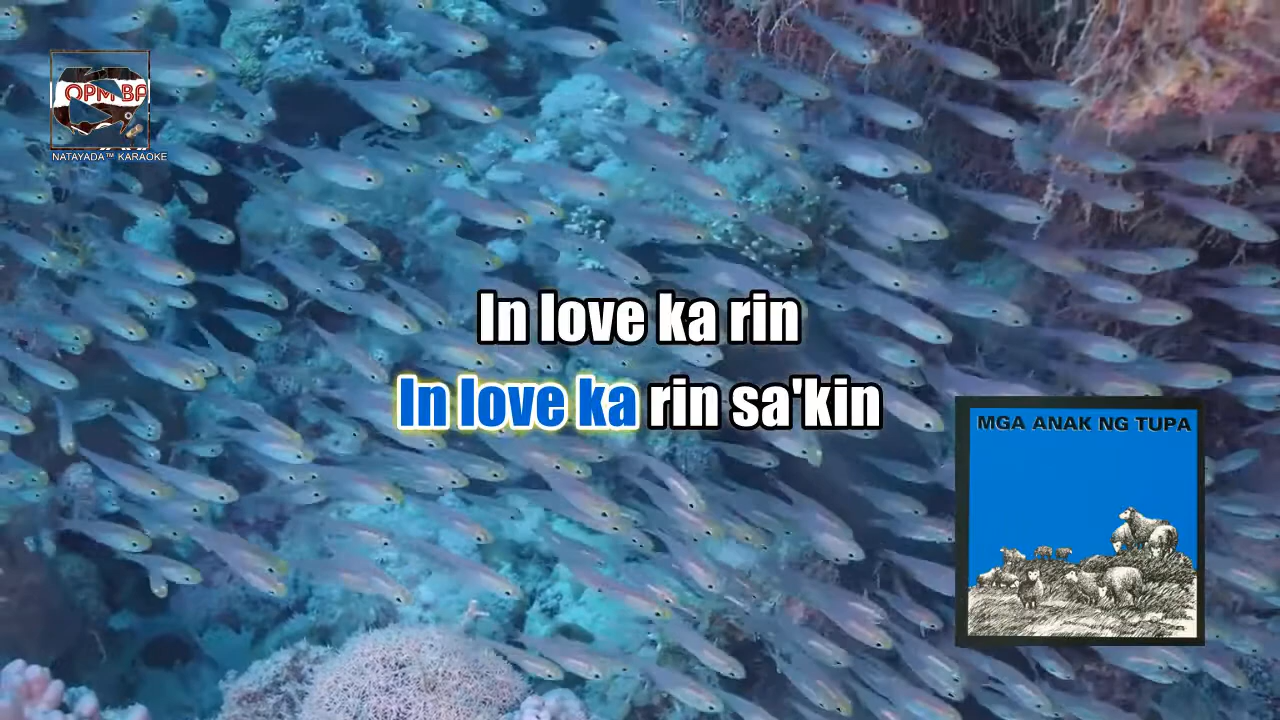 OPM BA
NATAYADA™ KARAOKE
In love ka rin
In love ka rin sa'kin
MGA ANAK NG TUPA